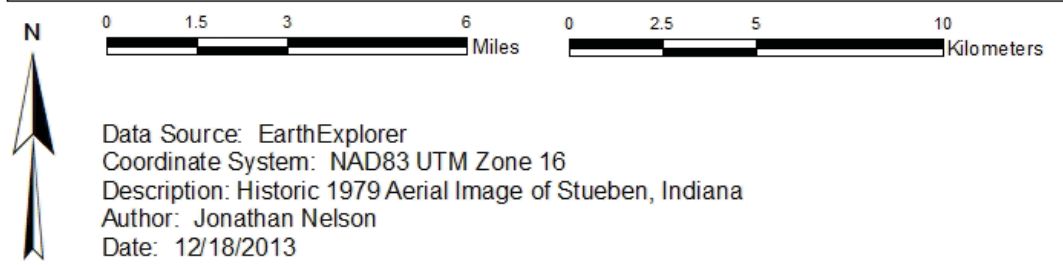 N
0 1.5 3 6 Miles
0 2.5 5 10 Kilometers
Data Source: EarthExplorer
Coordinate System: NAD83 UTM Zone 16
Description: Historic 1979 Aerial Image of Stueben, Indiana
Author: Jonathan Nelson
Date: 12/18/2013